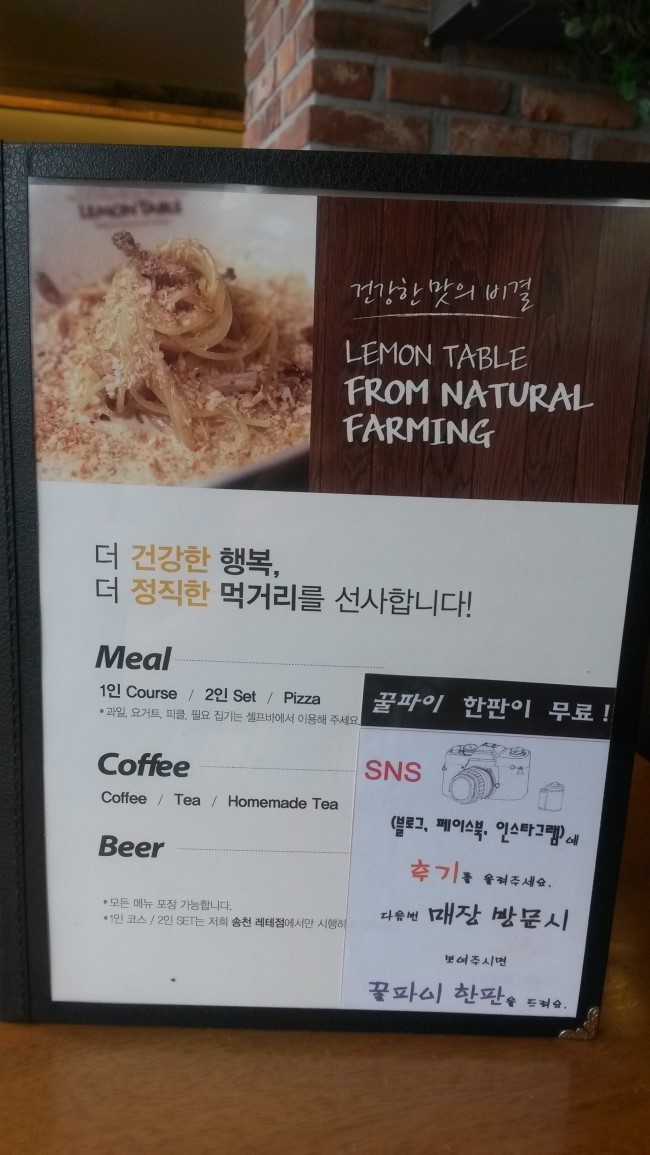 LEMON TABLE
건강한 맛의 비결
LEMON TABLE
FROM NATURAL
FARMING
더 건강한 행복,
더 정직한 먹거리를 선사합니다!
Meal
1인 Course / 2인 Set / Pizza
*과일, 요거트, 피클, 필요 집기는 셀프바에서 이용해 주세요.
Coffee
Coffee / Tea / Homemade Tea
Beer
*모든 메뉴 포장 가능합니다.
*1인 코스 / 2인 SET는 저희 송천 레테점에서만 시행하
꿀파이 한판이 무료!
SNS
(블로그, 페이스북, 인스타그램)에
후기를 올려주세요.
다음번 매장 방문시
보여주시면
꿀파이 한판을 드려요.